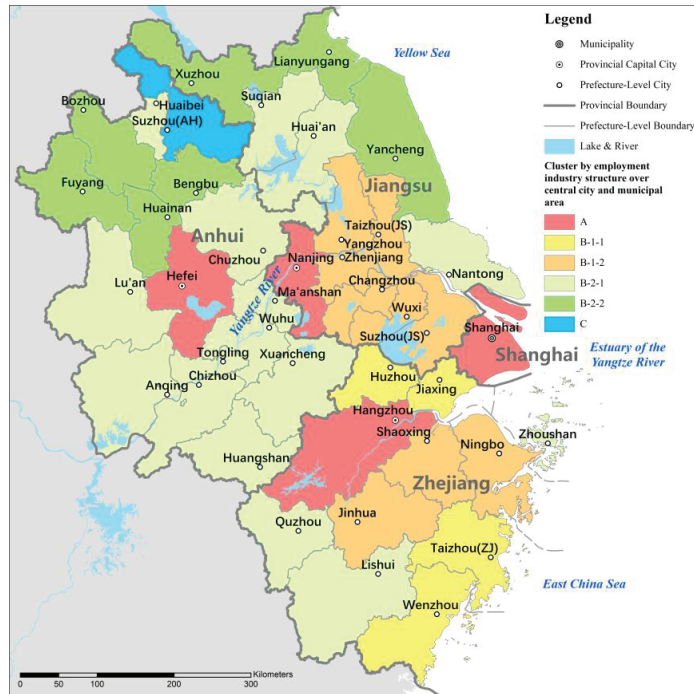 Yellow Sea
Lianyungang
Xuzhou
Suqian
Bozhou
Huaibei
Suzhou(AH)
Huai'an
Yancheng
Fuyang
Bengbu
Jiangsu
Huainan
Taizhou(JS)
Anhui
Yangzhou
Chuzhou
Nanjing
Zhenjiang
Nantong
Hefei
Lu'an
Changzhou
Ma'anshan
Yangtze River
Wuxi
Wuhu
Shanghai
Suzhou(JS)
Estuary of the
Yangtze River
Shanghai
Tongling
Xuancheng
Huzhou
Anqing
Chizhou
Jiaxing
Hangzhou
Shaoxing
Ningbo
Zhoushan
Huangshan
Zhejiang
Quzhou
Jinhua
Taizhou(ZJ)
Lishui
East China Sea
Wenzhou
Kilometers
0 50 100 200 300
Legend
Municipality
Provincial Capital City
Prefecture-Level City
Provincial Boundary
Prefecture-Level Boundary
Lake & River
Cluster by employment
industry structure over
central city and municipal
area
A
B-1-1
B-1-2
B-2-1
B-2-2
C